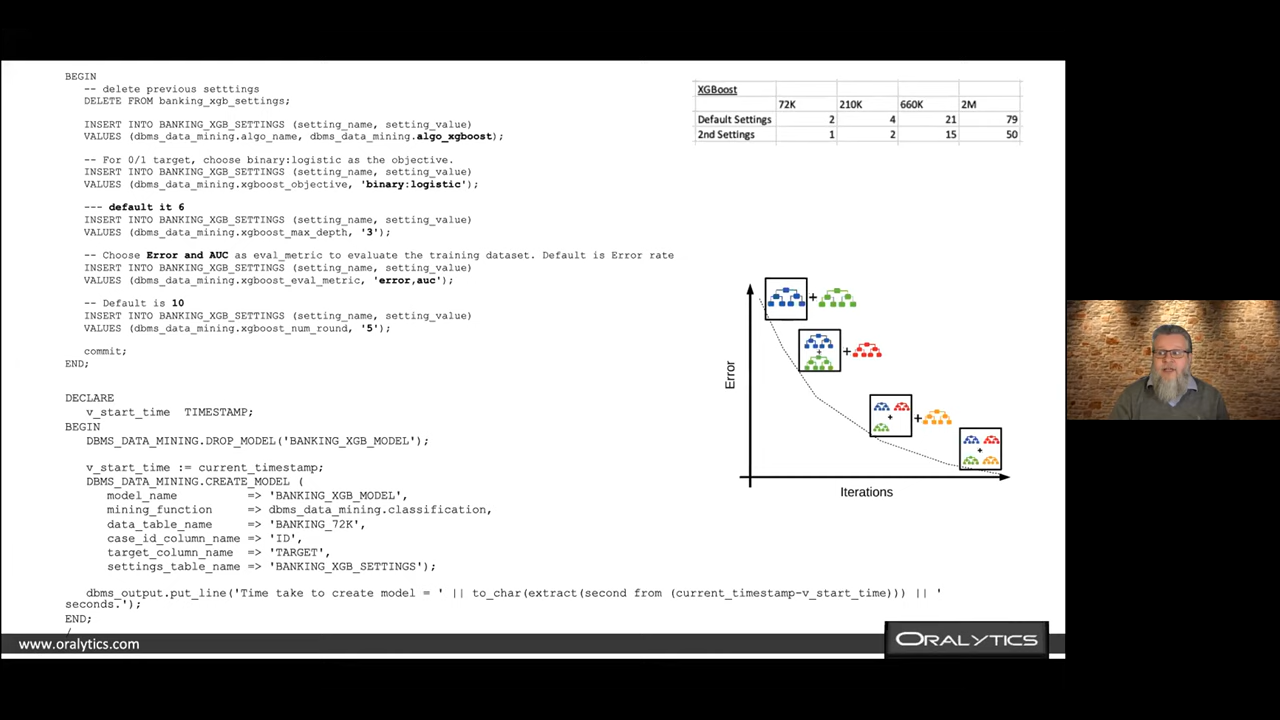 BEGIN
-- delete previous setttings
DELETE FROM banking_xgb_settings;
INSERT INTO BANKING_XGB_SETTINGS (setting_name, setting_value)
VALUES (dbms_data_mining.algo_name, dbms_data_mining.algo_xgboost);
-- For 0/1 target, choose binary:logistic as the objective.
INSERT INTO BANKING_XGB_SETTINGS (setting_name, setting_value)
VALUES (dbms_data_mining.xgboost_objective, 'binary:logistic');
--- default it 6
INSERT INTO BANKING_XGB_SETTINGS (setting_name, setting_value)
VALUES (dbms_data_mining.xgboost_max_depth, '3');
-- Choose Error and AUC as eval_metric to evaluate the training dataset. Default is Error rate
INSERT INTO BANKING_XGB_SETTINGS (setting_name, setting_value)
VALUES (dbms_data_mining.xgboost_eval_metric, 'error,auc');
-- Default is 10
INSERT INTO BANKING_XGB_SETTINGS (setting_name, setting_value)
VALUES (dbms_data_mining.xgboost_num_round, '5');
commit;
END;
DECLARE
v_start_time TIMESTAMP;
BEGIN
DBMS_DATA_MINING.DROP_MODEL('BANKING_XGB_MODEL');
v_start_time := current_timestamp;
DBMS_DATA_MINING.CREATE_MODEL (
model_name => 'BANKING_XGB_MODEL',
mining_function => dbms_data_mining.classification,
data_table_name => 'BANKING_72K',
case_id_column_name => 'ID',
target_column_name => 'TARGET',
settings_table_name => 'BANKING_XGB_SETTINGS');
dbms_output.put_line('Time take to create model = ' || to_char(extract(second from (current_timestamp-v_start_time))) || '
seconds.');
END;
/
XGBoost
72K 210K 660K 2M
Default Settings 2 4 21 79
2nd Settings 1 2 15 50
Error
Iterations
www.oralytics.com
ORALYTICS